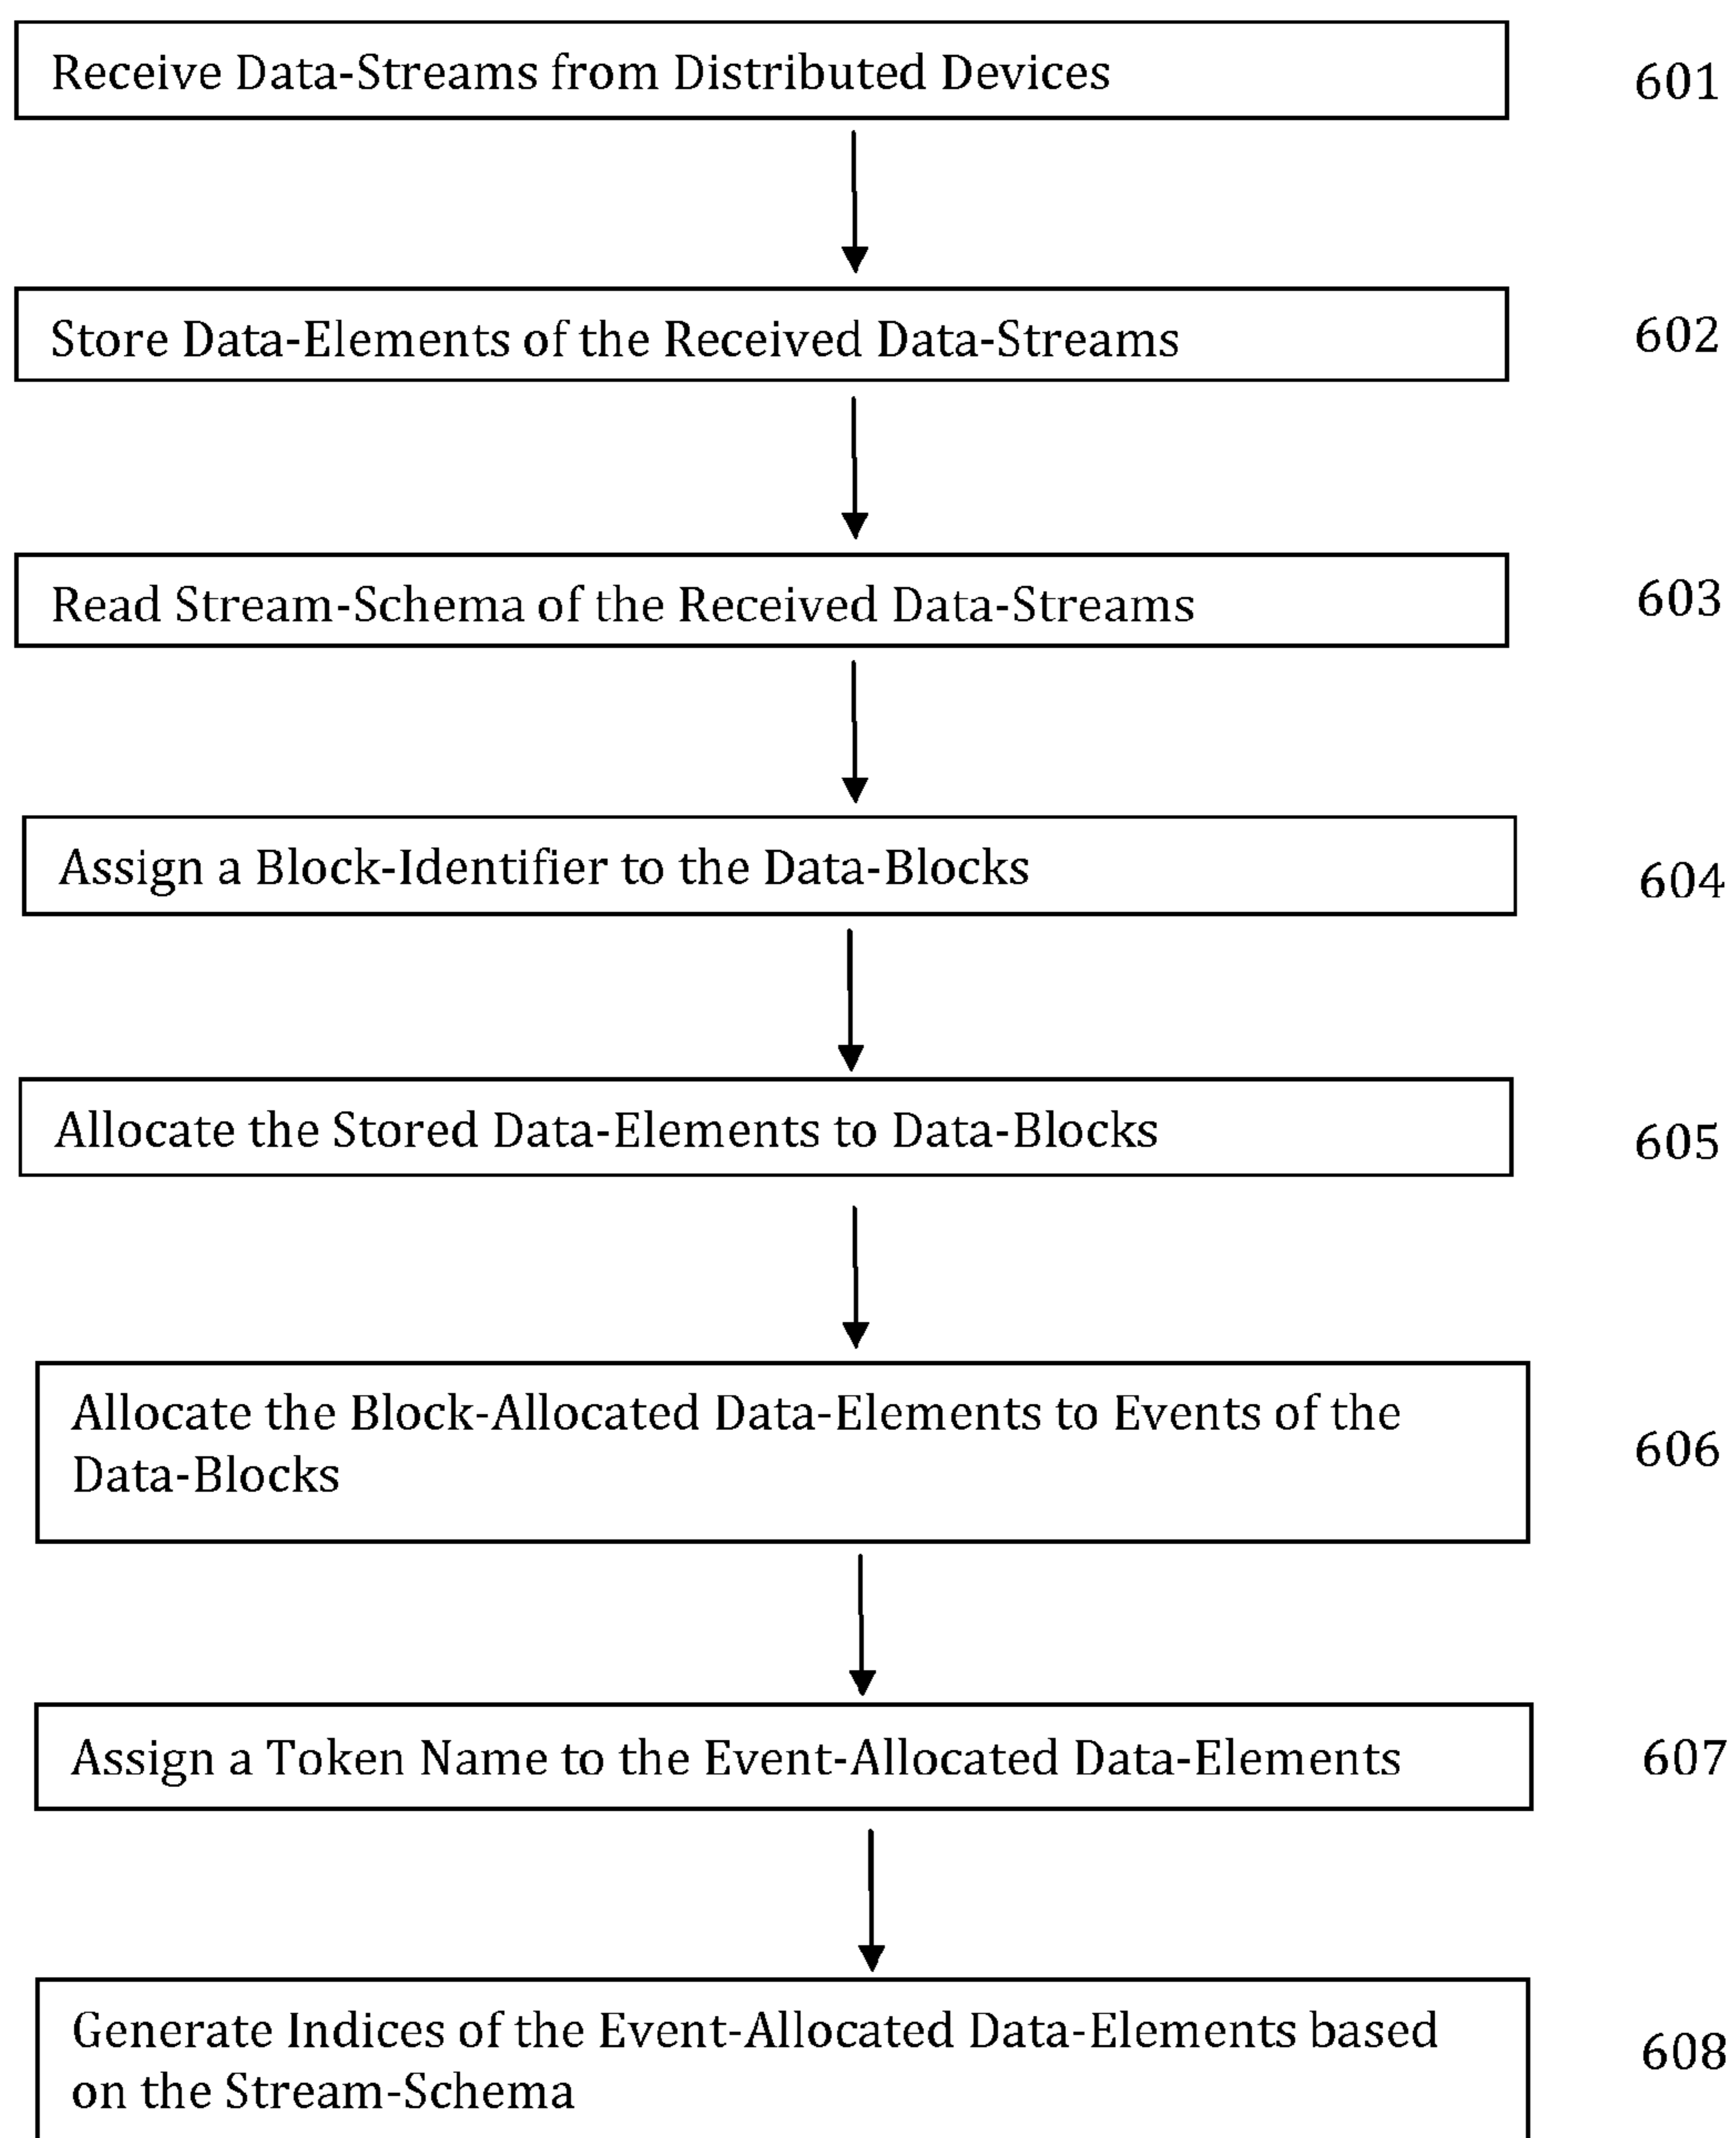 Receive Data-Streams from Distributed Devices
601
Store Data-Elements of the Received Data-Streams
602
Read Stream-Schema of the Received Data-Streams
603
Assign a Block-Identifier to the Data-Blocks
604
Allocate the Stored Data-Elements to Data-Blocks
605
Allocate the Block-Allocated Data-Elements to Events of the
Data-Blocks
606
Assign a Token Name to the Event-Allocated Data-Elements
607
Generate Indices of the Event-Allocated Data-Elements based
on the Stream-Schema
608